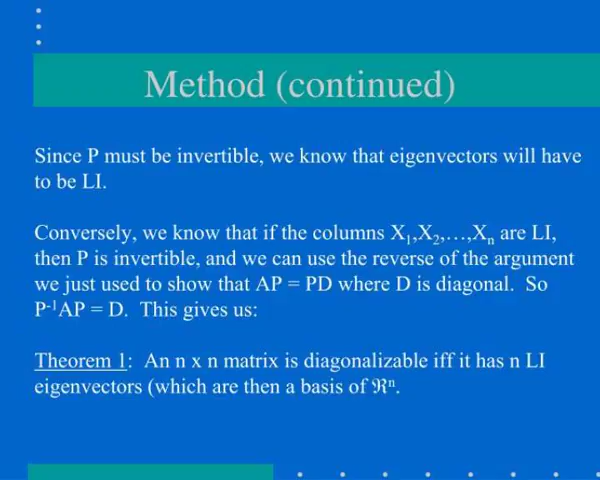 Method (continued)
Since P must be invertible, we know that eigenvectors will have
to be LI.
Conversely, we know that if the columns X₁,X₂,…,Xₙ are LI,
then P is invertible, and we can use the reverse of the argument
we just used to show that AP = PD where D is diagonal.  So
P⁻¹AP = D.  This gives us:
Theorem 1:  An n x n matrix is diagonalizable iff it has n LI
eigenvectors (which are then a basis of ℜⁿ.